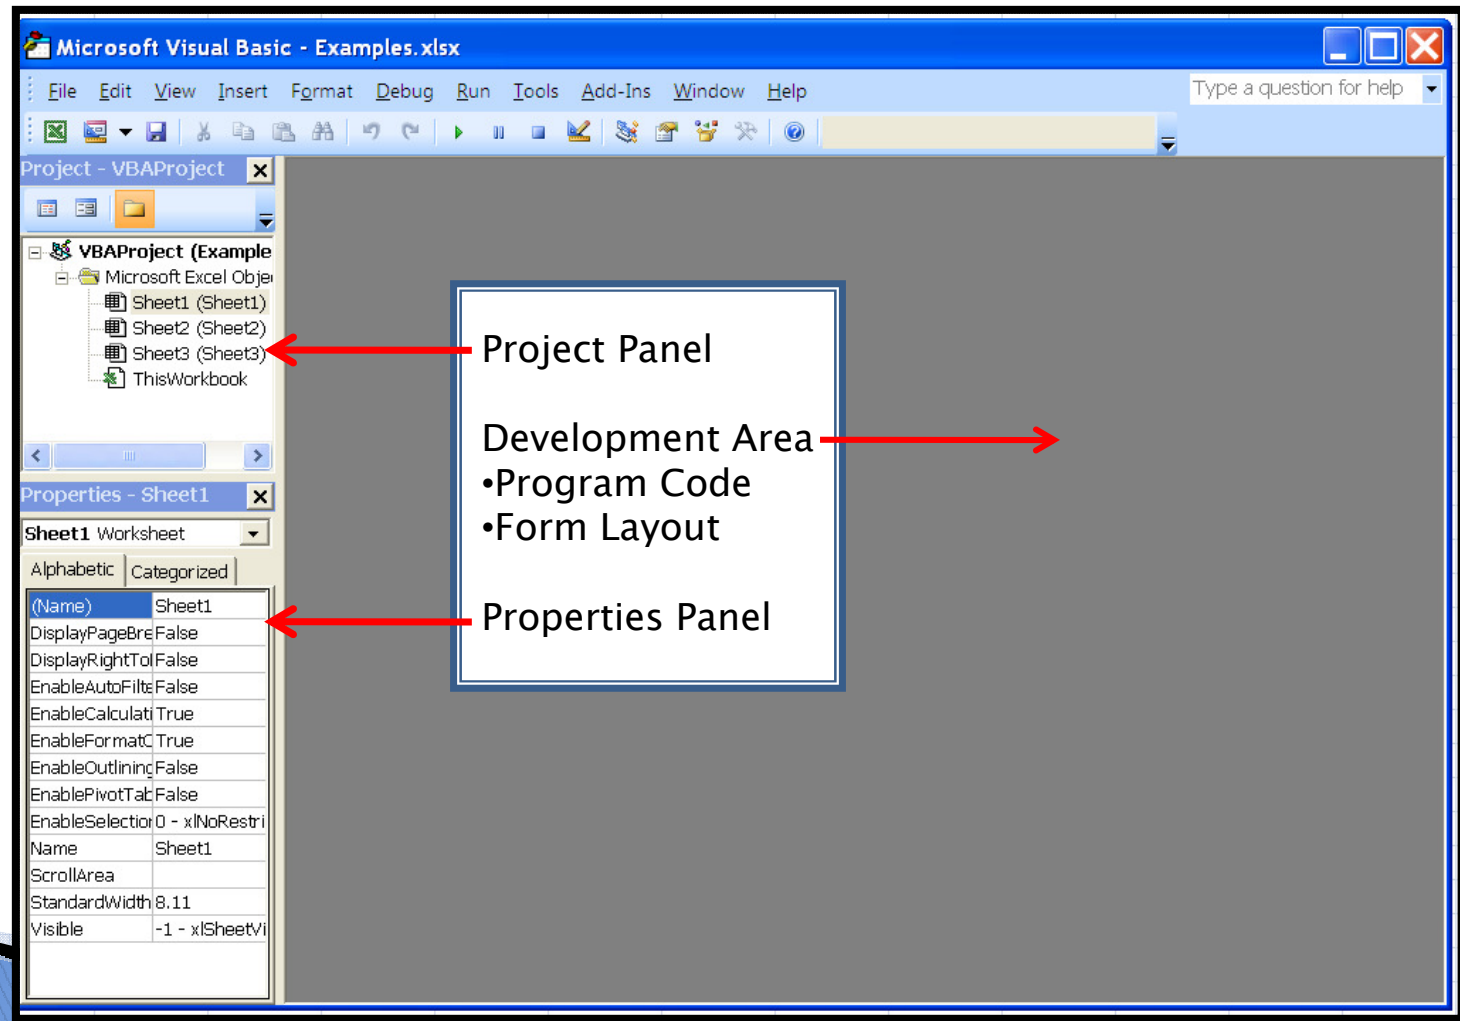 Microsoft Visual Basic - Examples.xlsx
File Edit View Insert Format Debug Run Tools Add-Ins Window Help
Type a question for help
Project - VBAProject
VBAProject (Example
Microsoft Excel Obje
Sheet1 (Sheet1)
Sheet2 (Sheet2)
Sheet3 (Sheet3)
ThisWorkbook
Properties - Sheet1
Sheet1 Worksheet
Alphabetic Categorized
(Name) Sheet1
DisplayPageBre False
DisplayRightTo False
EnableAutoFilte False
EnableCalculati True
EnableFormatC True
EnableOutlining False
EnablePivotTab False
EnableSelection 0 - xlNoRestri
Name Sheet1
ScrollArea
StandardWidth 8.11
Visible -1 - xlSheetVi
Project Panel
Development Area
•Program Code
•Form Layout
Properties Panel